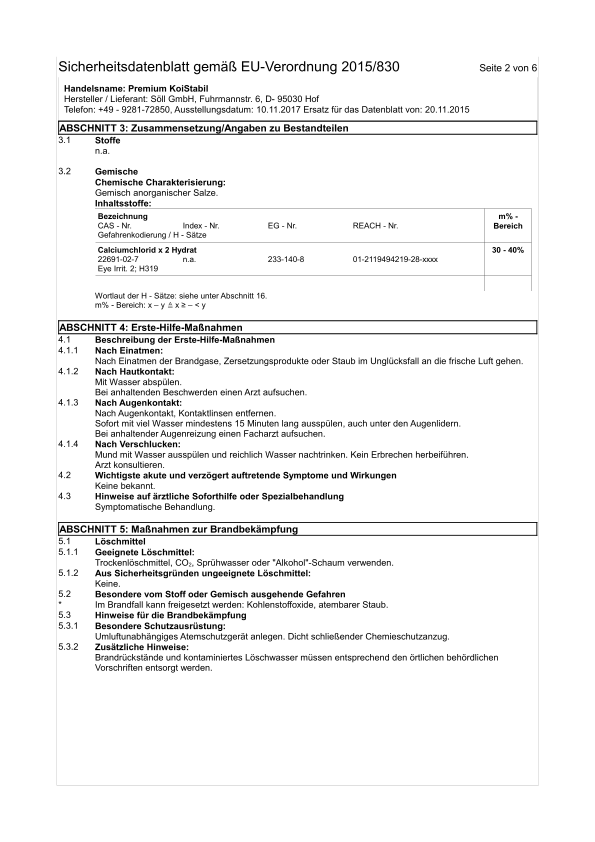 Sicherheitsdatenblatt gemäß EU-Verordnung 2015/830 Seite 2 von 6
Handelsname: Premium KoiStabil
Hersteller / Lieferant: Söll GmbH, Fuhrmannstr. 6, D- 95030 Hof
Telefon: +49 - 9281-72850, Ausstellungsdatum: 10.11.2017 Ersatz für das Datenblatt von: 20.11.2015
ABSCHNITT 3: Zusammensetzung/Angaben zu Bestandteilen
3.1 Stoffe
n.a.
3.2 Gemische
Chemische Charakterisierung:
Gemisch anorganischer Salze.
Inhaltsstoffe:
Bezeichnung m% -
CAS - Nr. Index - Nr. EG - Nr. REACH - Nr. Bereich
Gefahrenkodierung / H - Sätze
Calciumchlorid x 2 Hydrat 30 - 40%
22691-02-7 n.a. 233-140-8 01-2119494219-28-xxxx
Eye Irrit. 2; H319
Wortlaut der H - Sätze: siehe unter Abschnitt 16.
m% - Bereich: x – y ≙ x ≥ – < y
ABSCHNITT 4: Erste-Hilfe-Maßnahmen
4.1 Beschreibung der Erste-Hilfe-Maßnahmen
4.1.1 Nach Einatmen:
Nach Einatmen der Brandgase, Zersetzungsprodukte oder Staub im Unglücksfall an die frische Luft gehen.
4.1.2 Nach Hautkontakt:
Mit Wasser abspülen.
Bei anhaltenden Beschwerden einen Arzt aufsuchen.
4.1.3 Nach Augenkontakt:
Nach Augenkontakt, Kontaktlinsen entfernen.
Sofort mit viel Wasser mindestens 15 Minuten lang ausspülen, auch unter den Augenlidern.
Bei anhaltender Augenreizung einen Facharzt aufsuchen.
4.1.4 Nach Verschlucken:
Mund mit Wasser ausspülen und reichlich Wasser nachtrinken. Kein Erbrechen herbeiführen.
Arzt konsultieren.
4.2 Wichtigste akute und verzögert auftretende Symptome und Wirkungen
Keine bekannt.
4.3 Hinweise auf ärztliche Soforthilfe oder Spezialbehandlung
Symptomatische Behandlung.
ABSCHNITT 5: Maßnahmen zur Brandbekämpfung
5.1 Löschmittel
5.1.1 Geeignete Löschmittel:
Trockenlöschmittel, CO₂, Sprühwasser oder "Alkohol"-Schaum verwenden.
5.1.2 Aus Sicherheitsgründen ungeeignete Löschmittel:
Keine.
5.2 Besondere vom Stoff oder Gemisch ausgehende Gefahren
* Im Brandfall kann freigesetzt werden: Kohlenstoffoxide, atembarer Staub.
5.3 Hinweise für die Brandbekämpfung
5.3.1 Besondere Schutzausrüstung:
Umluftunabhängiges Atemschutzgerät anlegen. Dicht schließender Chemieschutzanzug.
5.3.2 Zusätzliche Hinweise:
Brandrückstände und kontaminiertes Löschwasser müssen entsprechend den örtlichen behördlichen
Vorschriften entsorgt werden.